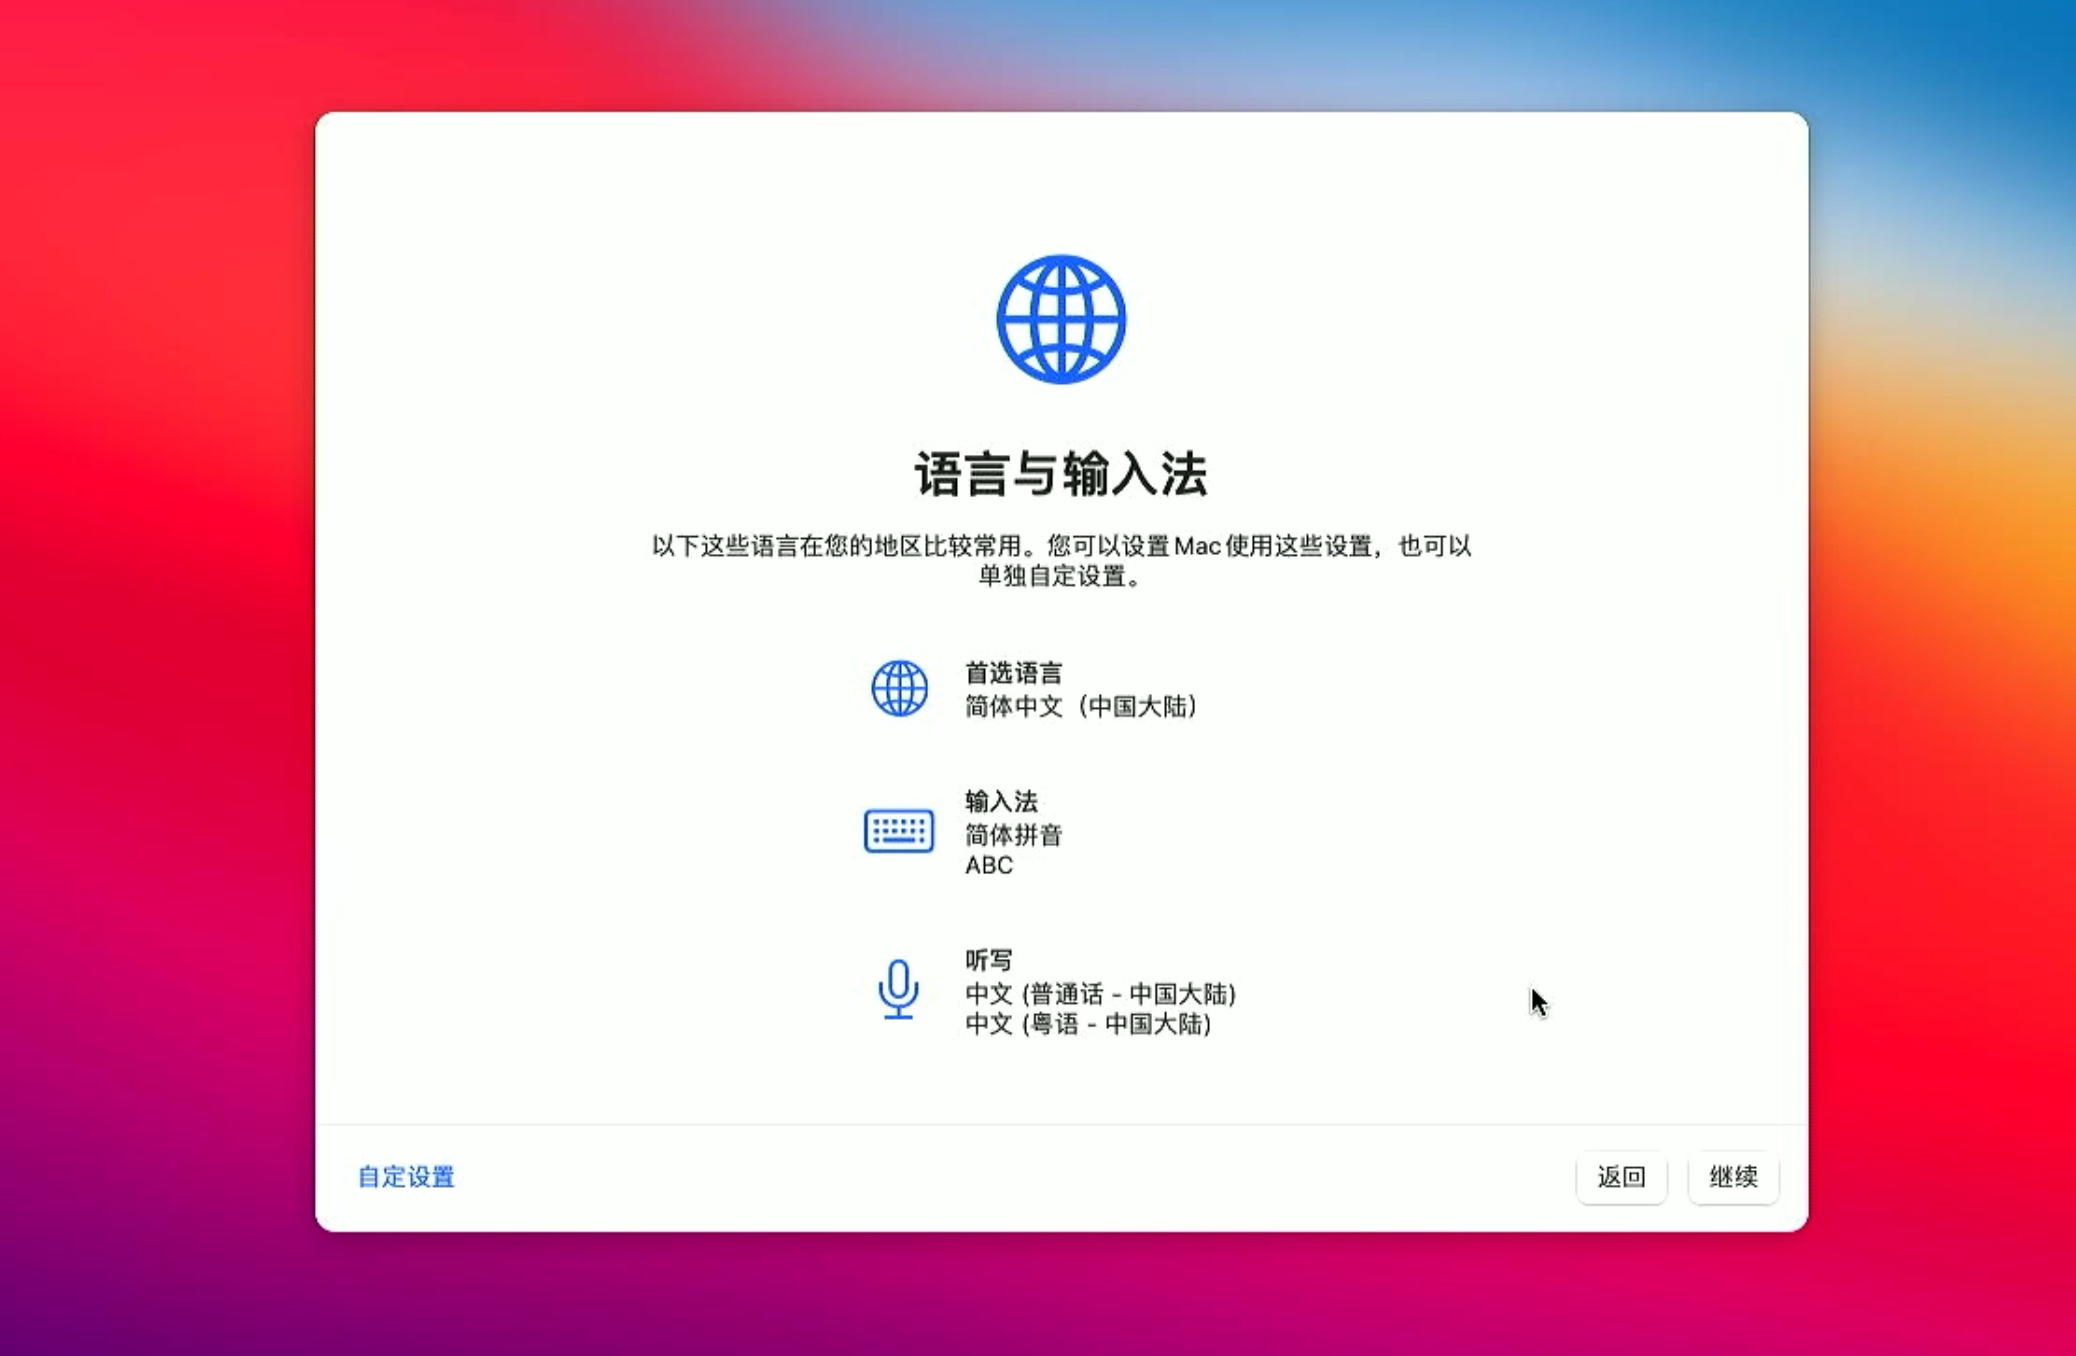 语言与输入法
以下这些语言在您的地区比较常用。您可以设置 Mac 使用这些设置，也可以
单独自定设置。
首选语言
简体中文（中国大陆）
输入法
简体拼音
ABC
听写
中文 (普通话 - 中国大陆)
中文 (粤语 - 中国大陆)
自定设置
返回
继续